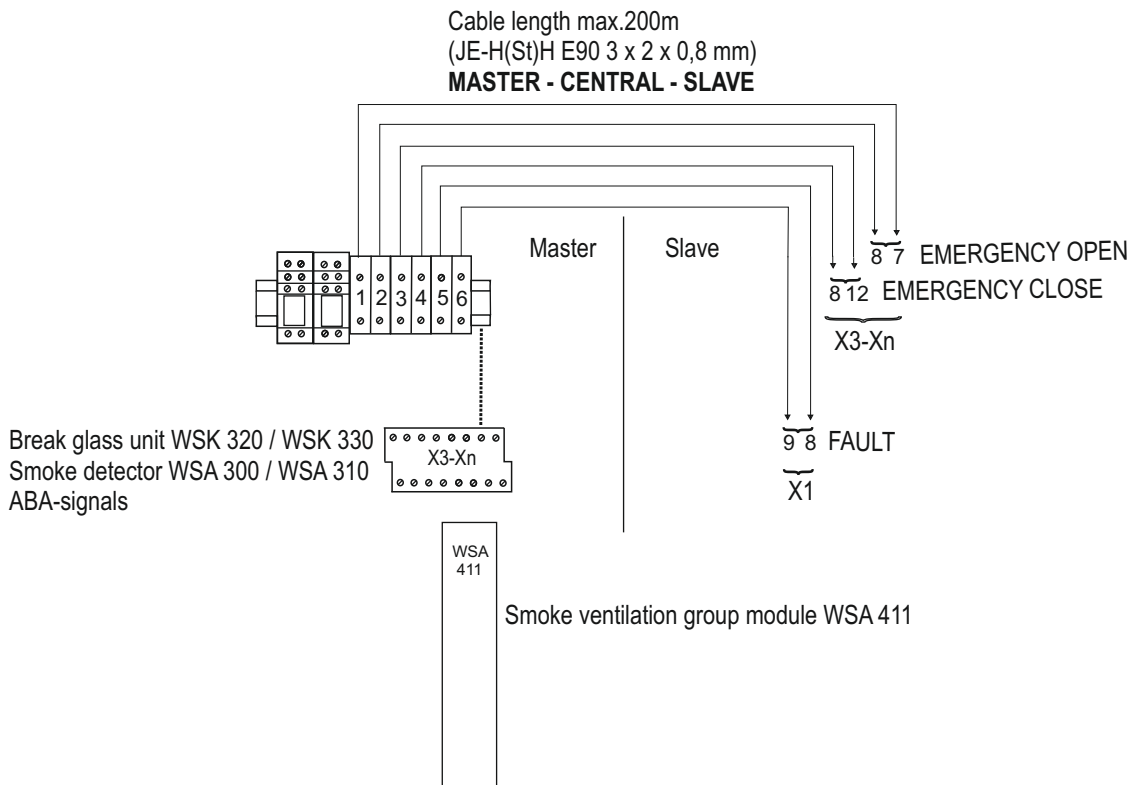 Cable length max.200m
(JE-H(St)H E90 3 x 2 x 0,8 mm)
MASTER - CENTRAL - SLAVE
Master
Slave
8 7 EMERGENCY OPEN
8 12 EMERGENCY CLOSE
X3-Xn
1 2 3 4 5 6
Break glass unit WSK 320 / WSK 330
Smoke detector WSA 300 / WSA 310
ABA-signals
X3-Xn
9 8 FAULT
X1
WSA
411
Smoke ventilation group module WSA 411